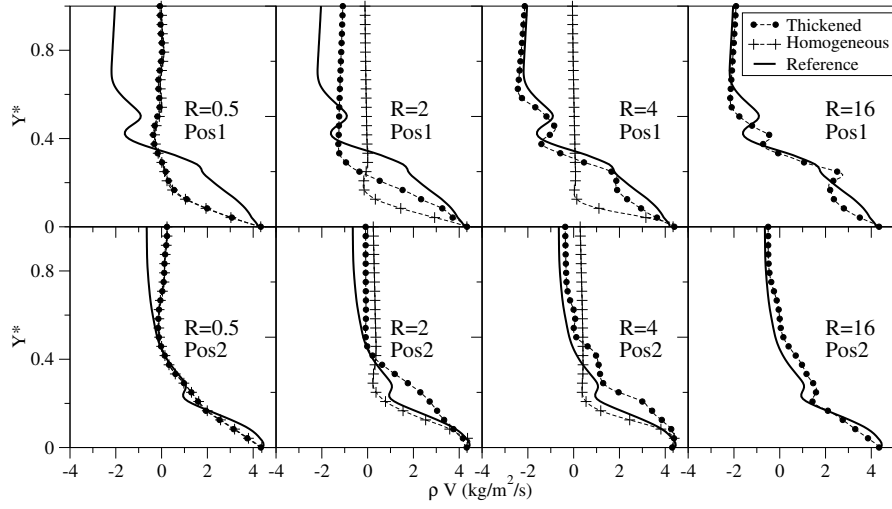 Thickened
Homogeneous
Reference
0.8
Y*
0.4
0
R=0.5
Pos1
R=2
Pos1
R=4
Pos1
R=16
Pos1
0.8
Y*
0.4
0
R=0.5
Pos2
R=2
Pos2
R=4
Pos2
R=16
Pos2
-4 -2 0 2 4 -4 -2 0 2 4 -4 -2 0 2 4 -4 -2 0 2 4
ρ V (kg/m^2/s)